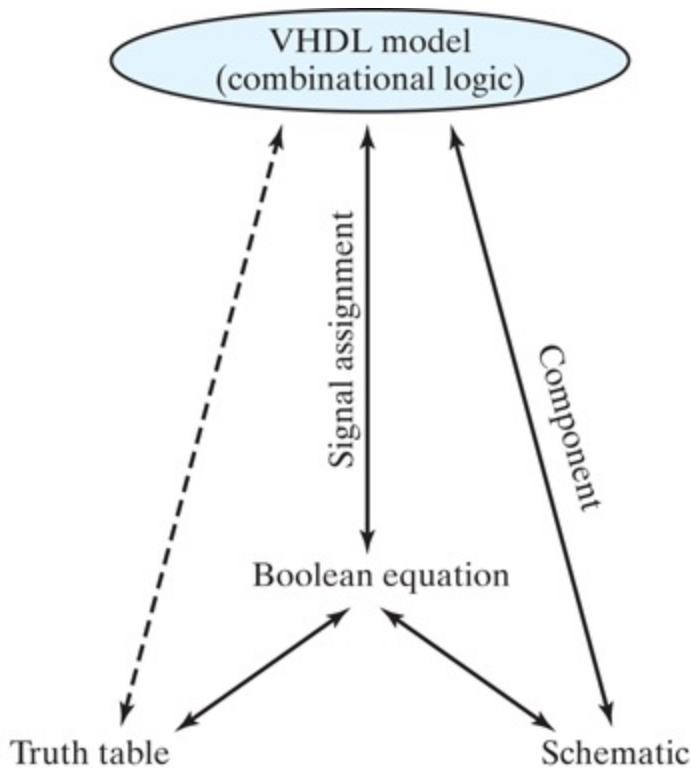 VHDL model
(combinational logic)
Signal assignment
Component
Boolean equation
Truth table
Schematic